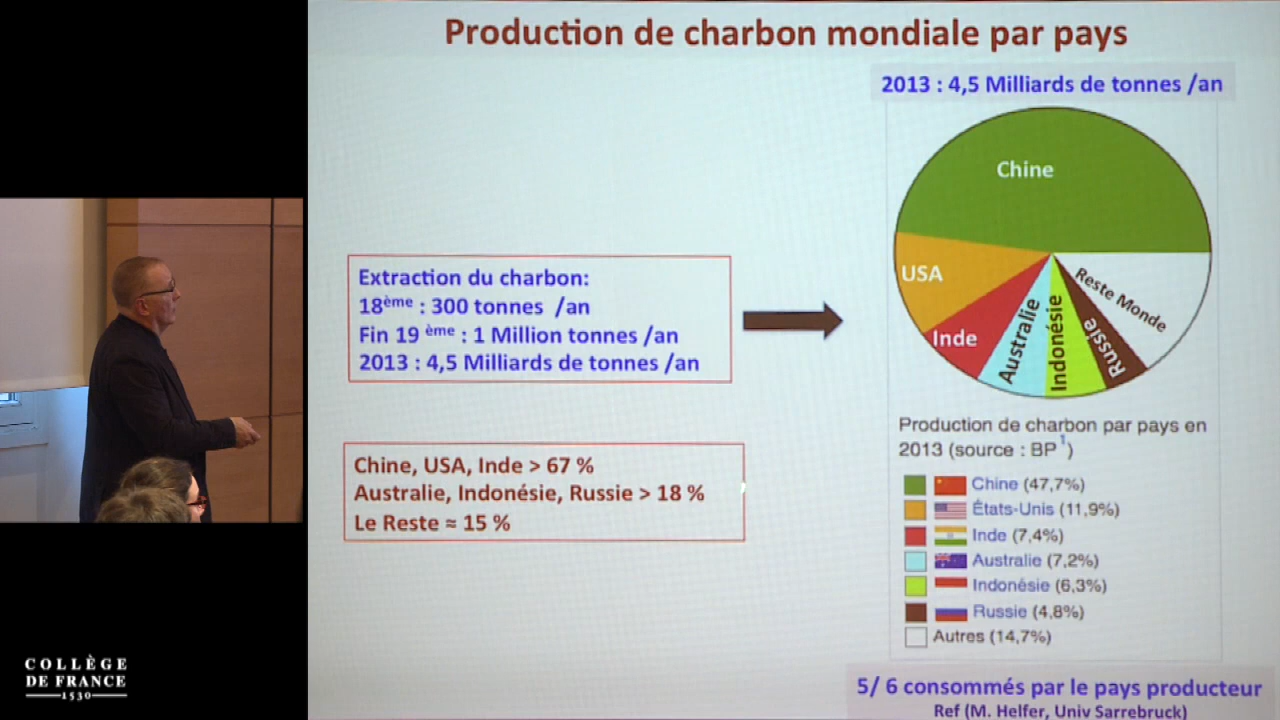 Production de charbon mondiale par pays
2013 : 4,5 Milliards de tonnes /an
Chine
USA
Inde
Australie
Indonésie
Russie
Reste Monde
Extraction du charbon:
18ème : 300 tonnes /an
Fin 19 ème : 1 Million tonnes /an
2013 : 4,5 Milliards de tonnes /an
Chine, USA, Inde > 67 %
Australie, Indonésie, Russie > 18 %
Le Reste ≈ 15 %
Production de charbon par pays en
2013 (source : BP1)
Chine (47,7%)
États-Unis (11,9%)
Inde (7,4%)
Australie (7,2%)
Indonésie (6,3%)
Russie (4,8%)
Autres (14,7%)
5/ 6 consommés par le pays producteur
Ref (M. Helfer, Univ Sarrebruck)
COLLÈGE
DE FRANCE
1530